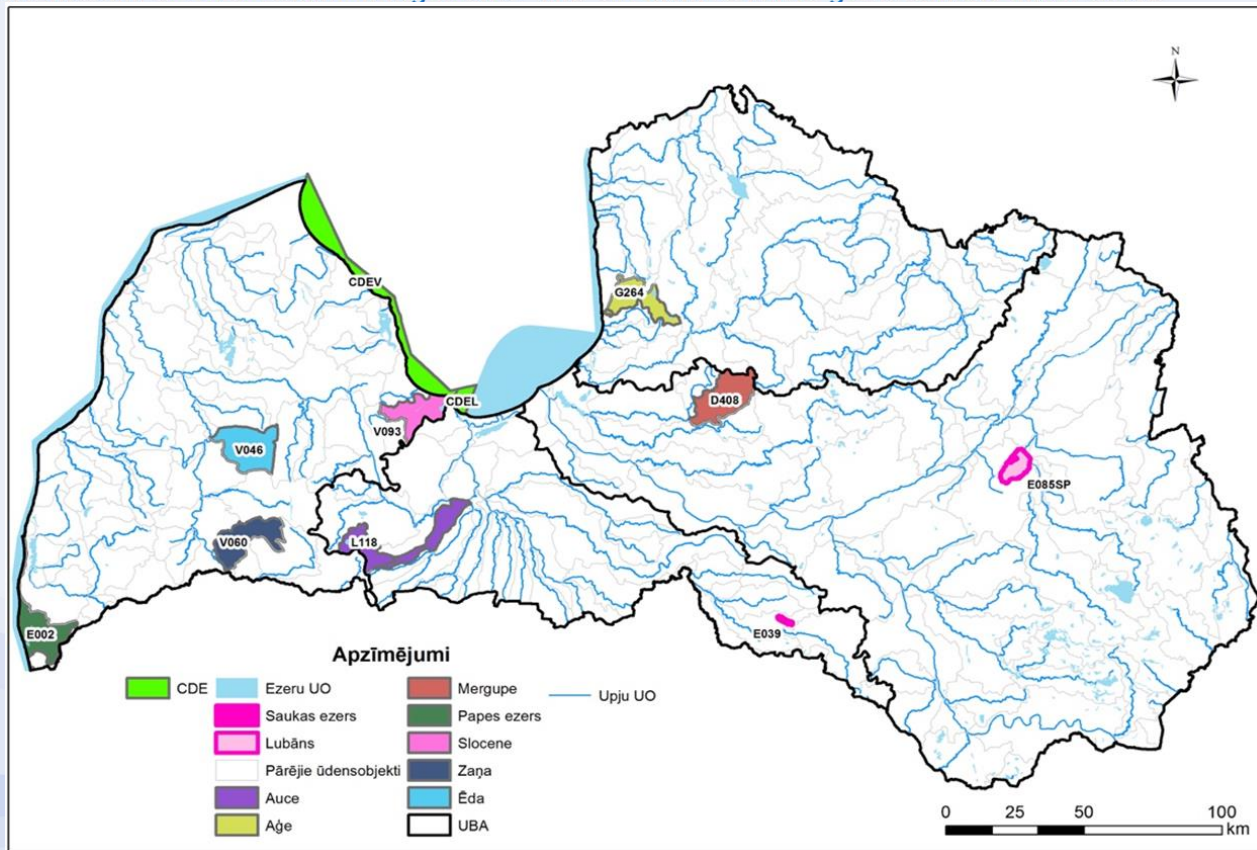 N
CDEV
G264
CDEL
D408
V093
V046
E085SP
V060
L118
E039
E002
Apzīmējumi
CDE
Ezeru UO
Mergupe
Upju UO
Saukas ezers
Papes ezers
Lubāns
Slocene
Pārējie ūdensobjekti
Zaņa
Auce
Ēda
Aģe
UBA
0 25 50 100
km